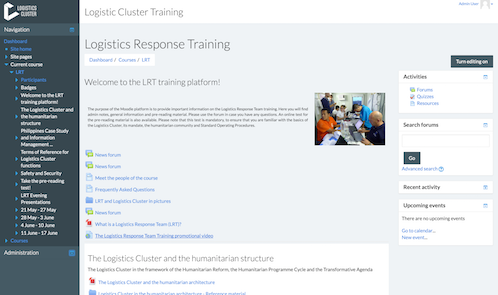 LOGISTICS
CLUSTER
Logistic Cluster Training
Admin User
Navigation
Dashboard
Site home
Site pages
Current course
LRT
Participants
Badges
Welcome to the LRT
training platform!
The Logistics Cluster and
the humanitarian
structure
Philippines Case Study
and Information
Management ...
Terms of Reference for
Logistics Cluster
functions
Safety and Security
Take the pre-reading
test!
LRT Evening
Presentations
21 May - 27 May
28 May - 3 June
4 June - 10 June
11 June - 17 June
Courses
Administration
Logistics Response Training
Dashboard / Courses / LRT
Turn editing on
Welcome to the LRT training platform!
The purpose of the Moodle platform is to provide important information on the Logistics Response Team training. Here you will find
admin notes, general information and pre-reading material. Please use the forum in case you have any questions. An online test for
the pre-reading material is also available. Please note that this test is mandatory, to ensure that you are familiar with the basics of
the Logistics Cluster, its mandate, the humanitarian community and Standard Operating Procedures.
News forum
News forum
Meet the people of the course
Frequently Asked Questions
LRT and Logistics Cluster in pictures
News forum
What is a Logistics Response Team (LRT)?
The Logistics Response Team Training promotional video
The Logistics Cluster and the humanitarian structure
The Logistics Cluster in the framework of the Humanitarian Reform, the Humanitarian Programme Cycle and the Transformative Agenda
The Logistics Cluster and the humanitarian architecture
Logistics Cluster in the humanitarian architecture - Reference material
Activities
Forums
Quizzes
Resources
Search forums
Go
Advanced search
Recent activity
Upcoming events
There are no upcoming events
Go to calendar...
New event...